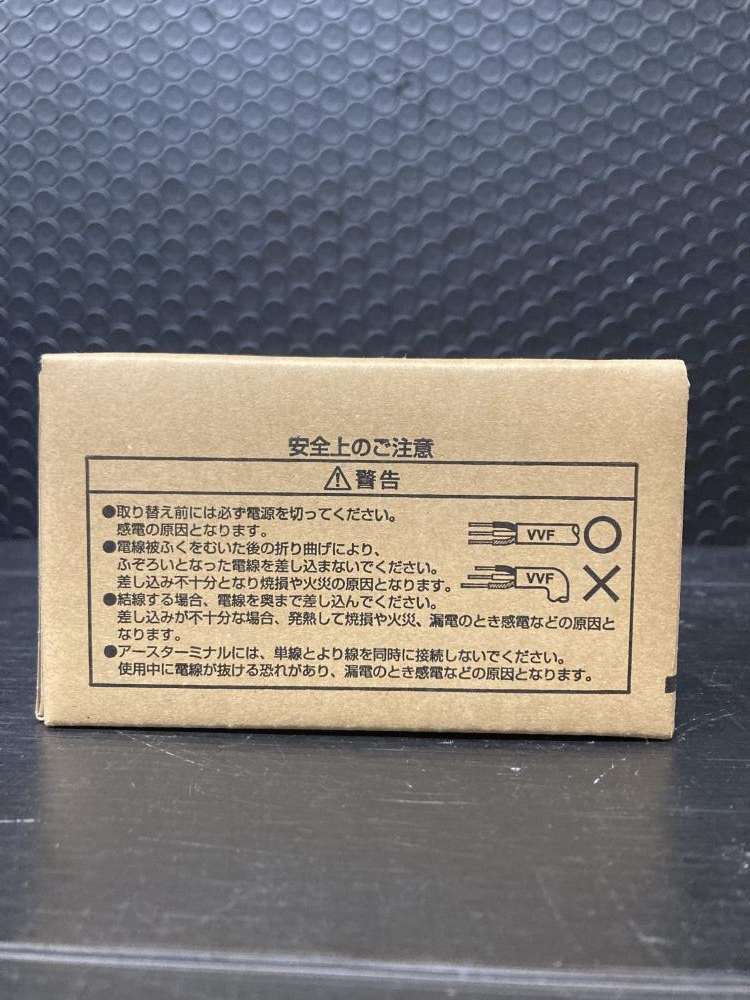 安全上のご注意
警告
●取り替え前には必ず電源を切ってください。
感電の原因となります。
●電線被ふくをむいた後の折り曲げにより、
ふぞろいとなった電線を差し込まないでください。
差し込み不十分となり焼損や火災の原因となります。
VVF
VVF
●結線する場合、電線を奥まで差し込んでください。
差し込みが不十分な場合、発熱して焼損や火災、漏電のとき感電などの原因と
なります。
●アースターミナルには、単線とより線を同時に接続しないでください。
使用中に電線が抜ける恐れがあり、漏電のとき感電などの原因となります。